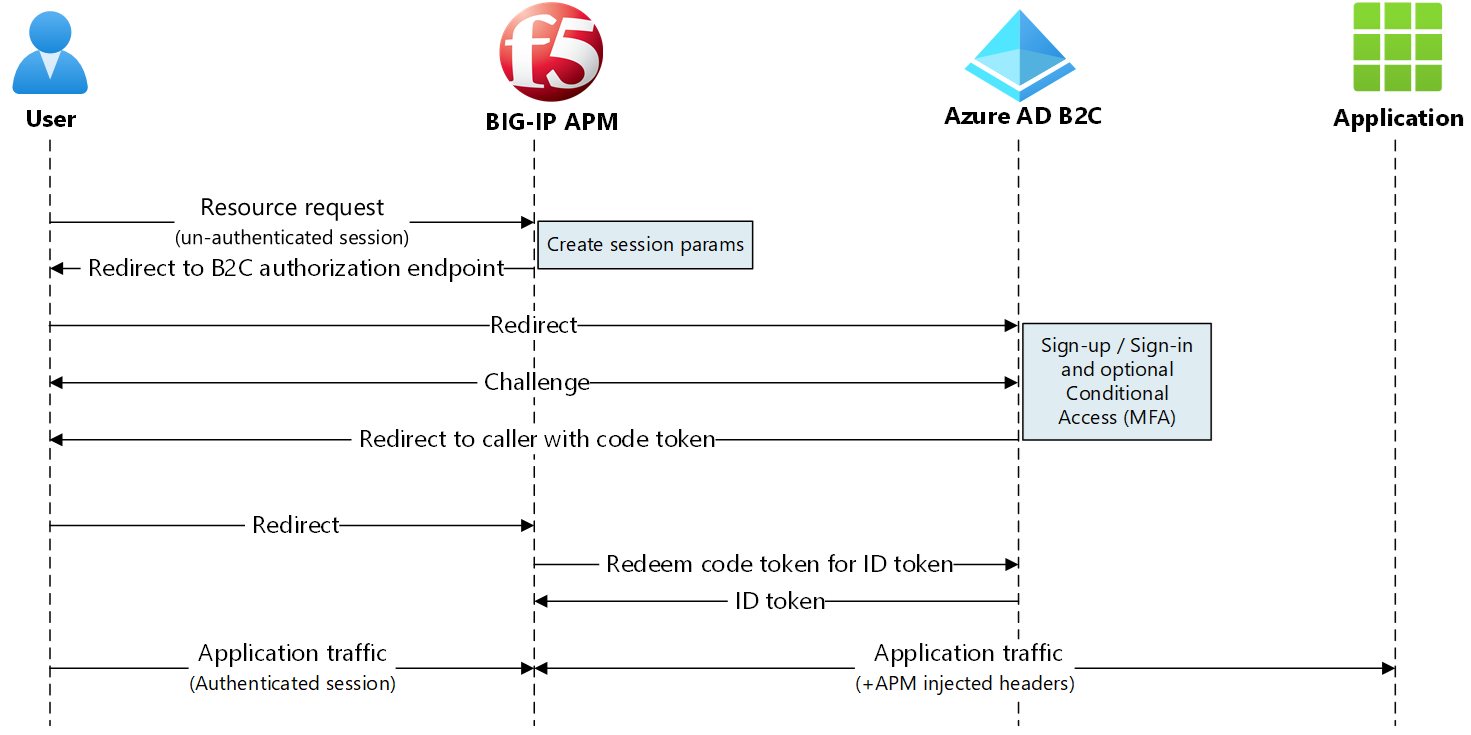 f5
User
BIG-IP APM
Azure AD B2C
Application
Resource request
(un-authenticated session)
Create session params
Redirect to B2C authorization endpoint
Redirect
Sign-up / Sign-in
and optional
Conditional
Access (MFA)
Challenge
Redirect to caller with code token
Redirect
Redeem code token for ID token
ID token
Application traffic
(Authenticated session)
Application traffic
(+APM injected headers)